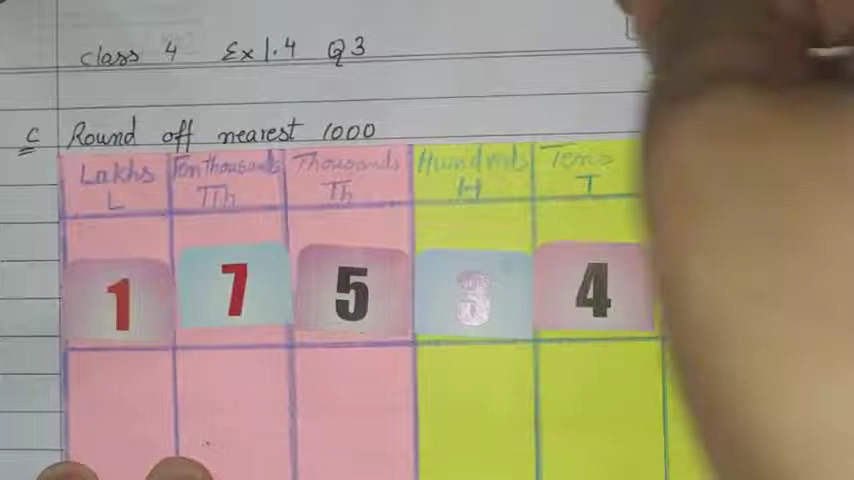 Class 4 Ex 1.4 Q3
C Round off nearest 1000
Lakhs Ten thousands Thousands Hundreds Tens
L TTh Th H T
1 7 5 3 4